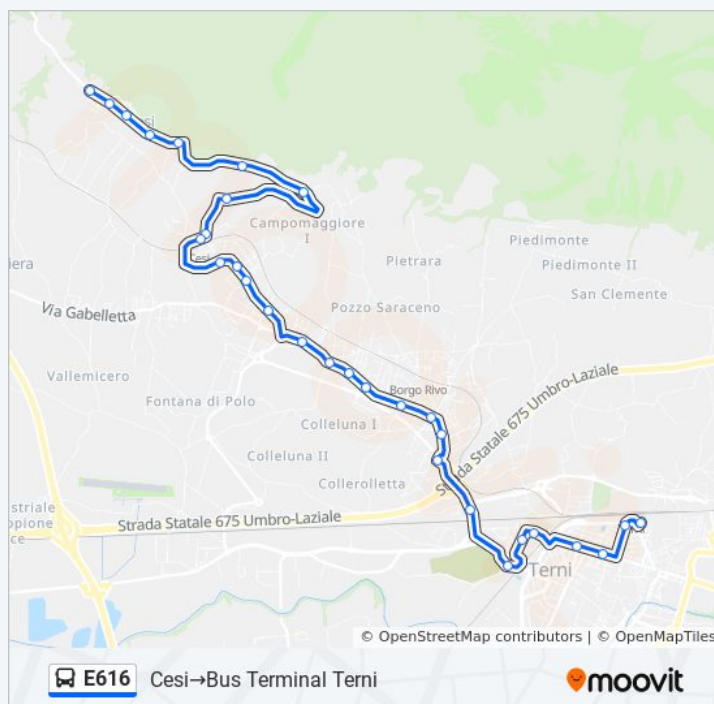 Campomaggiore
I
Piedimonte
Pietrara
Piedimonte II
San Clemente
Via Gabelletta
Pozzo Saraceno
Strada Statale 675 Umbro-Laziale
Vallemicero
Borgo Rivo
Fontana di Polo
Colleluna I
Colleluna II
Collerolletta
Strada Statale 675 Umbro-Laziale
Terni
© OpenStreetMap contributors | © OpenMapTiles
E616 Cesi→Bus Terminal Terni
moovit